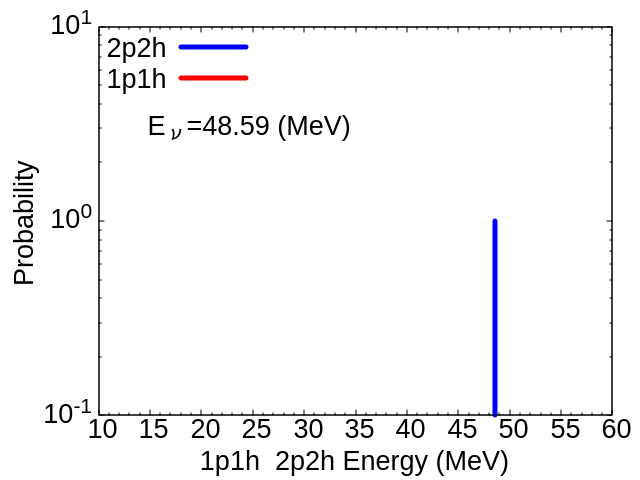 10^1
2p2h
1p1h
E_ν=48.59 (MeV)
Probability
10^0
10^-1
10 15 20 25 30 35 40 45 50 55 60
1p1h  2p2h Energy (MeV)